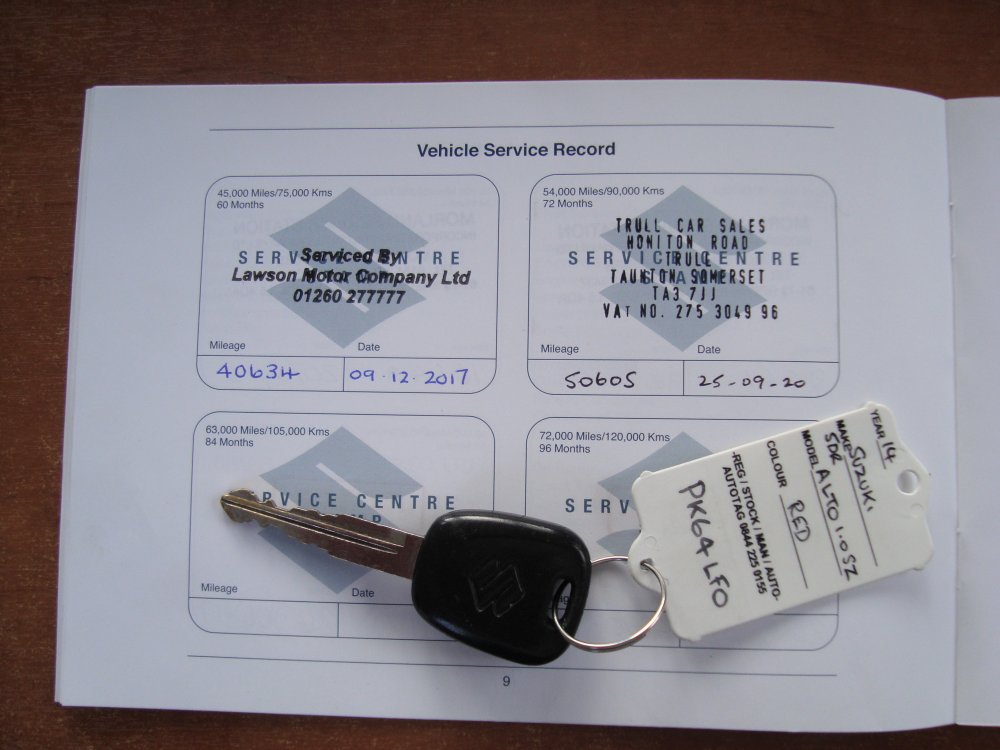 Vehicle Service Record
45,000 Miles/75,000 Kms
60 Months
SERVICE CENTRE
Serviced By
Lawson Motor Company Ltd
01260 277777
Mileage Date
40634 09.12.2017
54,000 Miles/90,000 Kms
72 Months
SERVICE CENTRE
TRULL CAR SALES
HONITON ROAD
TRULL
TAUNTON SOMERSET
TA3 7JJ
VAT NO. 275 3049 96
Mileage Date
50605 25-09-20
63,000 Miles/105,000 Kms
84 Months
SERVICE CENTRE
Mileage Date
72,000 Miles/120,000 Kms
96 Months
SERV
YEAR 14
MAKE SUZUKI
5DR
MODEL ALTO 1.0 SZ
COLOUR RED
-REG / STOCK / MAN / AUTO-
AUTOTAG 0844 225 0155
PK64 LFO
9